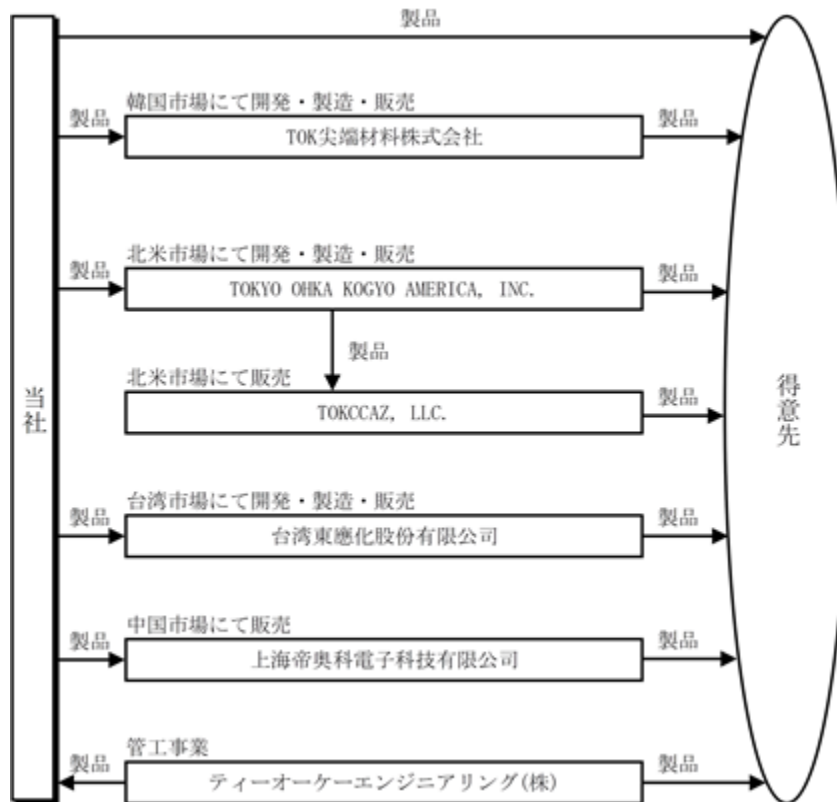 製品
韓国市場にて開発・製造・販売
製品
TOK尖端材料株式会社
製品
北米市場にて開発・製造・販売
製品
TOKYO OHKA KOGYO AMERICA, INC.
製品
製品
北米市場にて販売
TOKCCAZ, LLC.
製品
当社
得意先
台湾市場にて開発・製造・販売
製品
台湾東應化股份有限公司
製品
中国市場にて販売
製品
上海帝奥科電子科技有限公司
製品
管工事業
製品
ティーオーケーエンジニアリング(株)
製品